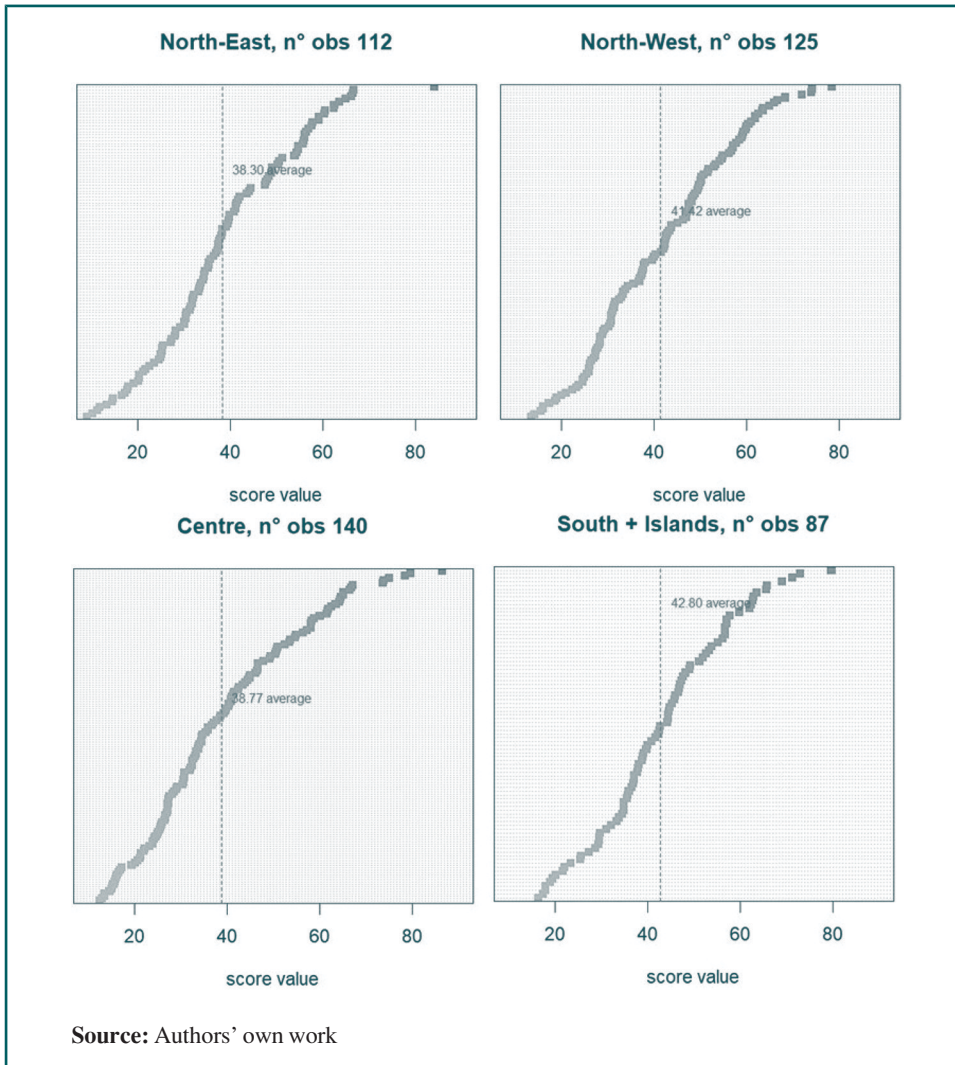 North-East, n° obs 112
North-West, n° obs 125
38.30 average
41.42 average
20 40 60 80
20 40 60 80
score value
score value
Centre, n° obs 140
South + Islands, n° obs 87
38.77 average
42.80 average
20 40 60 80
20 40 60 80
score value
score value
Source: Authors' own work